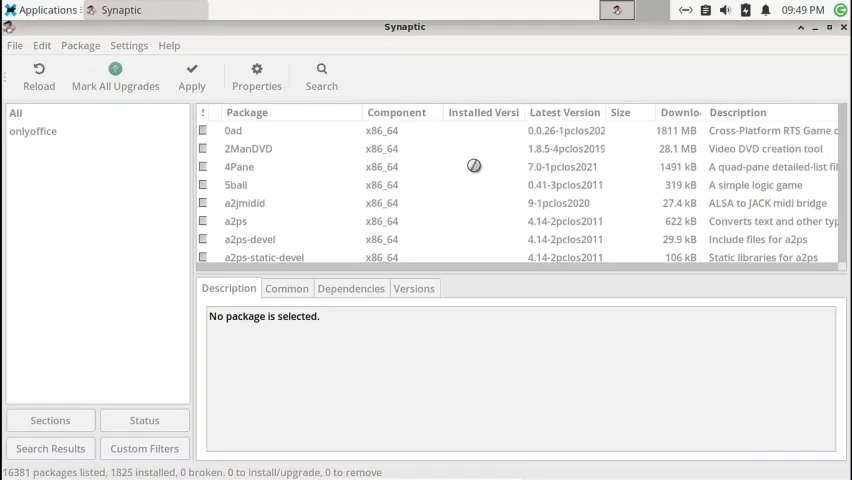 Applications Synaptic 09:49 PM
Synaptic
File Edit Package Settings Help
Reload Mark All Upgrades Apply Properties Search
All
onlyoffice
S Package Component Installed Versi Latest Version Size Downlo Description
0ad x86_64 0.0.26-1pclos202 1811 MB Cross-Platform RTS Game o
2ManDVD x86_64 1.8.5-4pclos2019 28.1 MB Video DVD creation tool
4Pane x86_64 7.0-1pclos2021 1491 kB A quad-pane detailed-list fil
5ball x86_64 0.41-3pclos2011 319 kB A simple logic game
a2jmidid x86_64 9-1pclos2020 27.4 kB ALSA to JACK midi bridge
a2ps x86_64 4.14-2pclos2011 622 kB Converts text and other typ
a2ps-devel x86_64 4.14-2pclos2011 29.9 kB Include files for a2ps
a2ps-static-devel x86_64 4.14-2pclos2011 106 kB Static libraries for a2ps
Description Common Dependencies Versions
No package is selected.
Sections Status
Search Results Custom Filters
16381 packages listed, 1825 installed, 0 broken. 0 to install/upgrade, 0 to remove